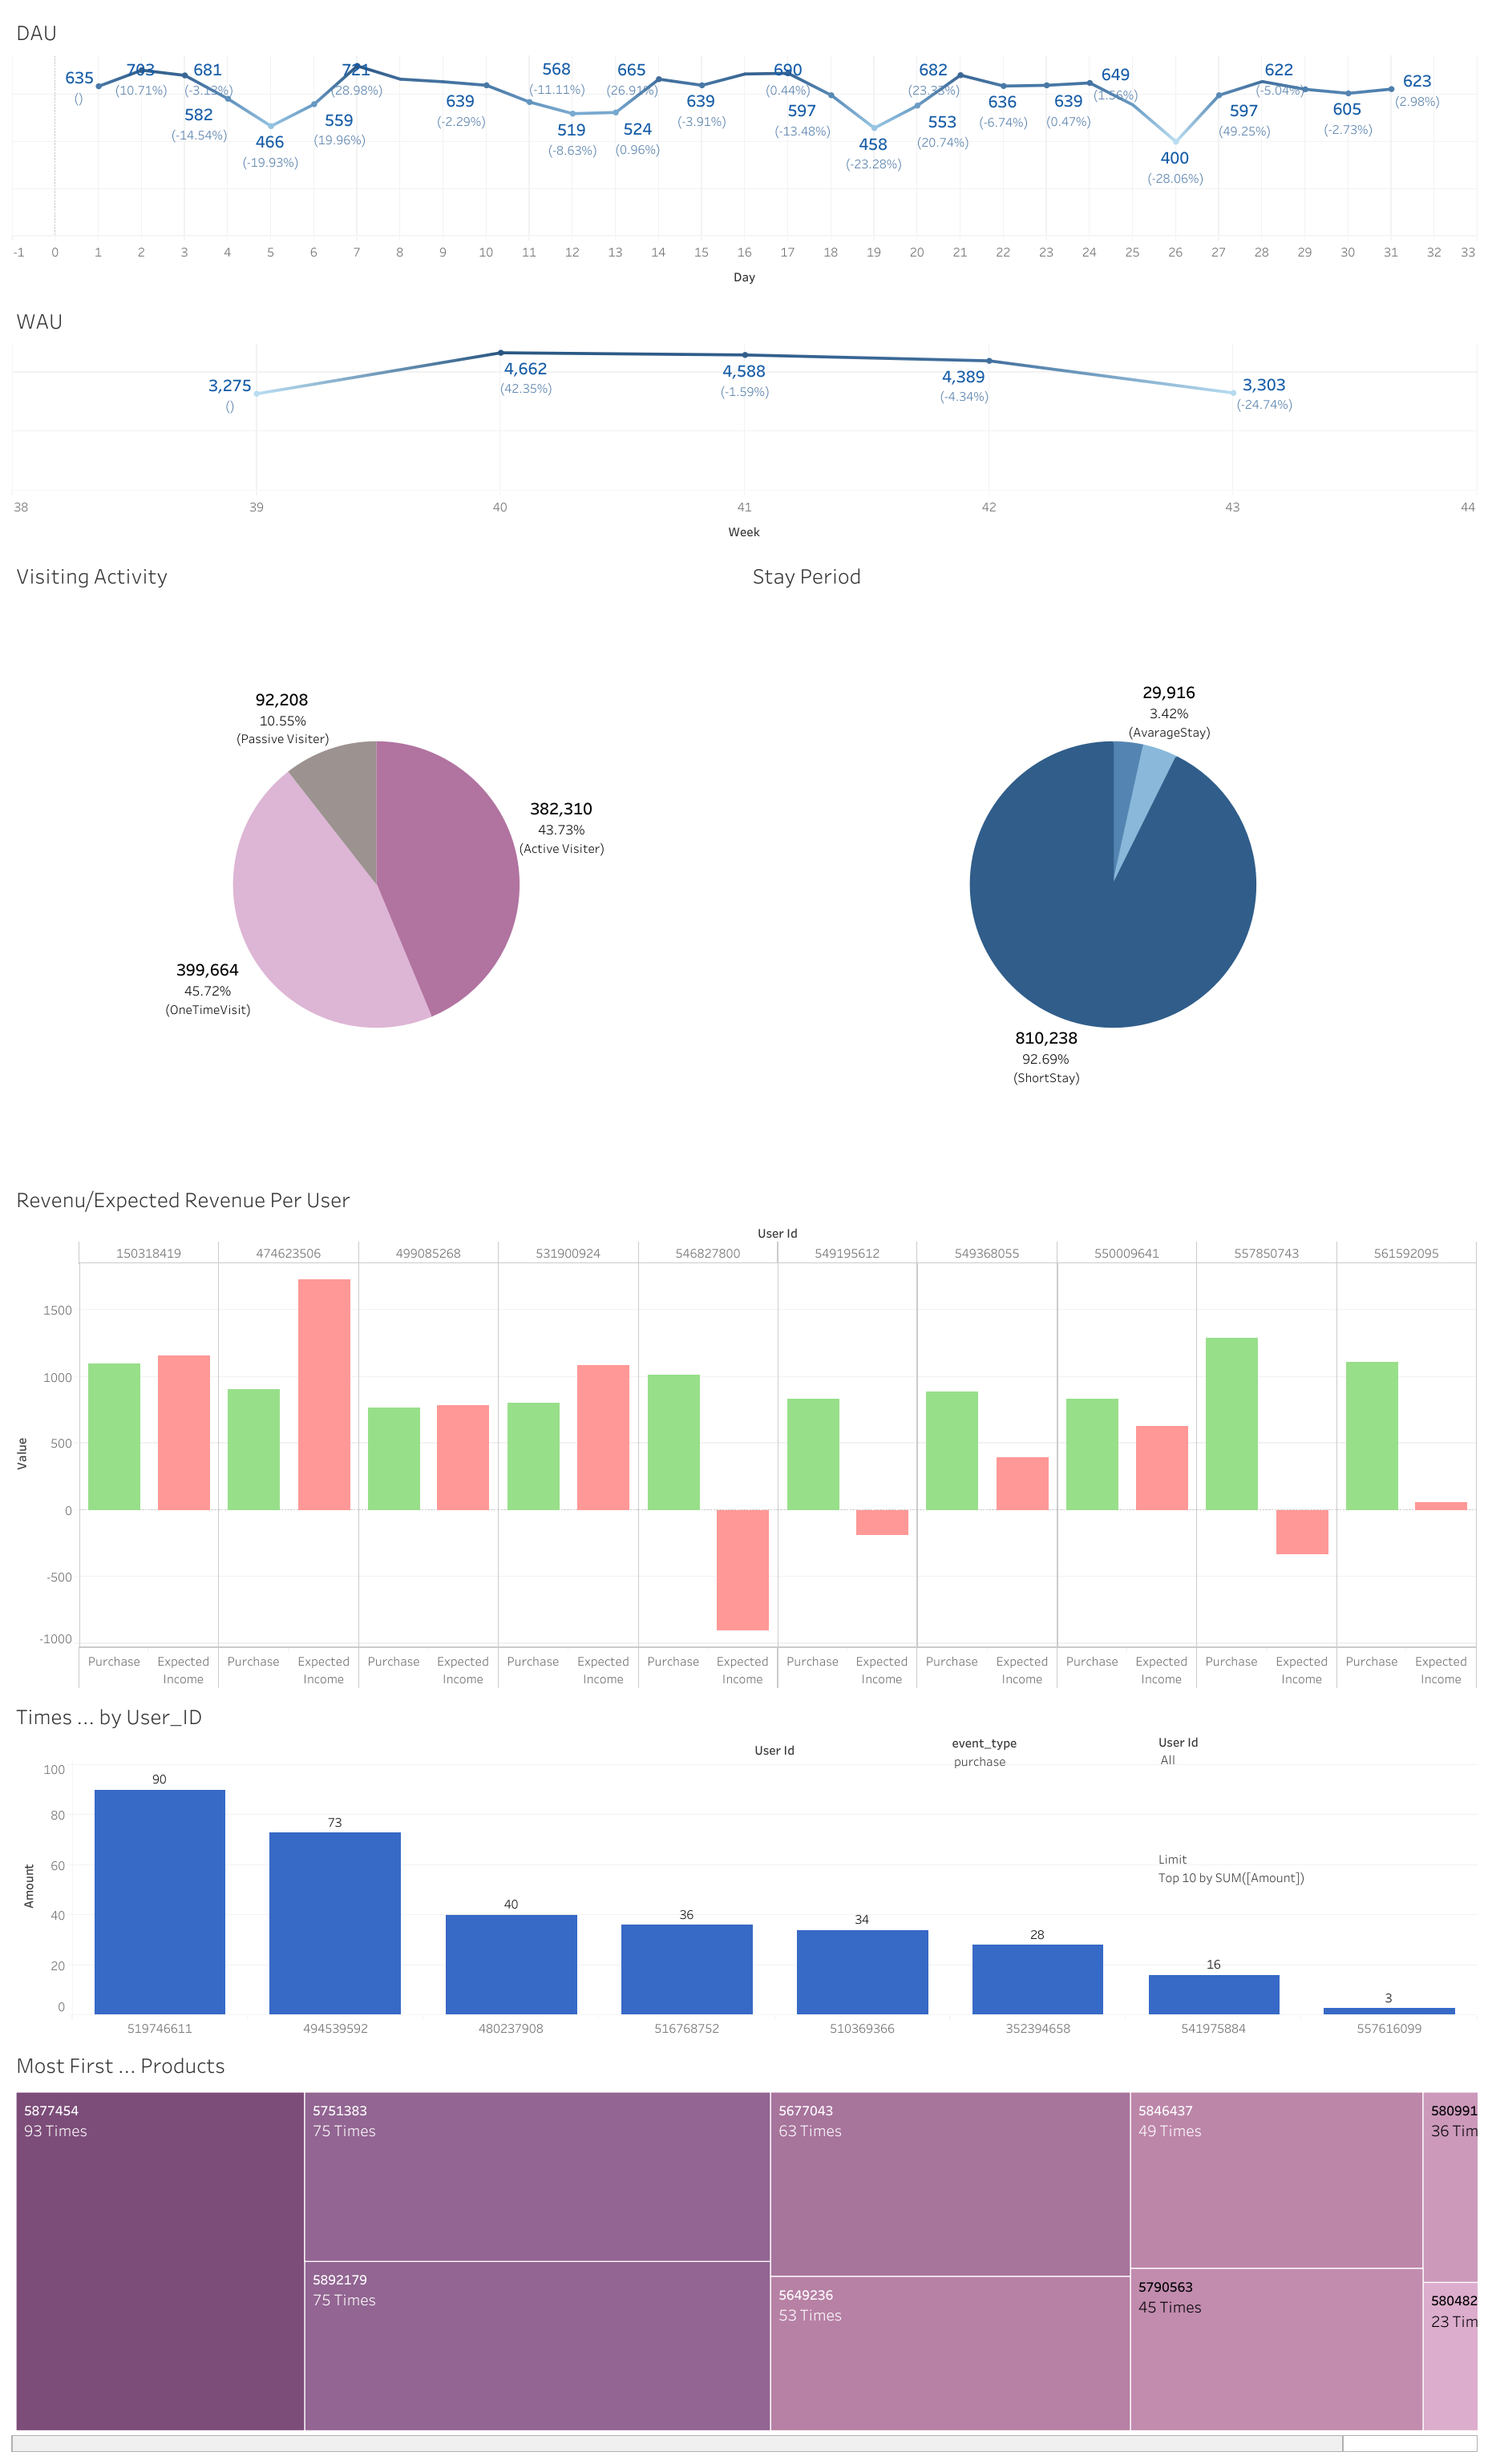 DAU
635
()
703
(10.71%)
681
(-3.13%)
582
(-14.54%)
466
(-19.93%)
559
(19.96%)
721
(28.98%)
639
(-2.29%)
568
(-11.11%)
519
(-8.63%)
524
(0.96%)
665
(26.91%)
639
(-3.91%)
690
(0.44%)
597
(-13.48%)
458
(-23.28%)
553
(20.74%)
682
(23.33%)
636
(-6.74%)
639
(0.47%)
649
(1.56%)
400
(-28.06%)
597
(49.25%)
622
(-5.04%)
605
(-2.73%)
623
(2.98%)
-1 0 1 2 3 4 5 6 7 8 9 10 11 12 13 14 15 16 17 18 19 20 21 22 23 24 25 26 27 28 29 30 31 32 33
Day
WAU
3,275
()
4,662
(42.35%)
4,588
(-1.59%)
4,389
(-4.34%)
3,303
(-24.74%)
38 39 40 41 42 43 44
Week
Visiting Activity
92,208
10.55%
(Passive Visiter)
382,310
43.73%
(Active Visiter)
399,664
45.72%
(OneTimeVisit)
Stay Period
29,916
3.42%
(AvarageStay)
810,238
92.69%
(ShortStay)
Revenu/Expected Revenue Per User
User Id
150318419 474623506 499085268 531900924 546827800 549195612 549368055 550009641 557850743 561592095
Value
1500
1000
500
0
-500
-1000
Purchase Expected Income Purchase Expected Income Purchase Expected Income Purchase Expected Income Purchase Expected Income Purchase Expected Income Purchase Expected Income Purchase Expected Income Purchase Expected Income Purchase Expected Income
Times ... by User_ID
User Id
event_type
purchase
User Id
All
Limit
Top 10 by SUM([Amount])
Amount
100
80
60
40
20
0
90
73
40
36
34
28
16
3
519746611 494539592 480237908 516768752 510369366 352394658 541975884 557616099
Most First ... Products
5877454
93 Times
5751383
75 Times
5892179
75 Times
5677043
63 Times
5649236
53 Times
5846437
49 Times
5790563
45 Times
580991
36 Tim
580482
23 Tim